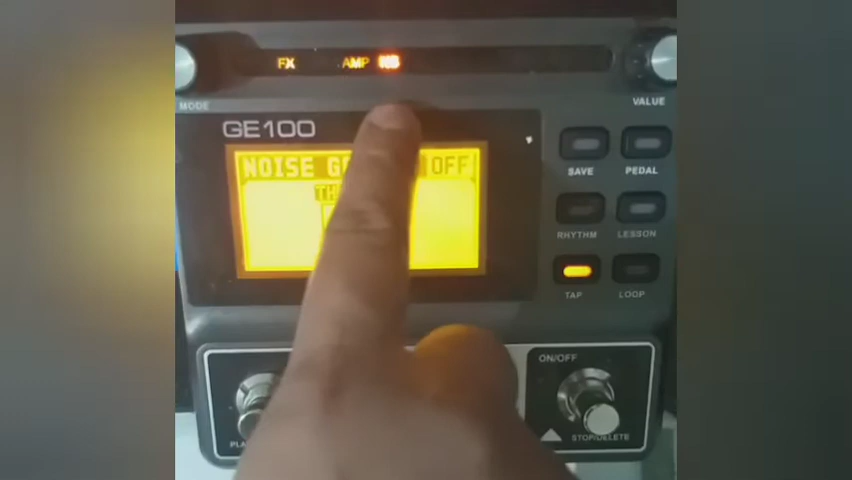 FX AMP NS
MODE
VALUE
GE100
NOISE OFF
SAVE PEDAL
RHYTHM LESSON
TAP LOOP
ON/OFF
STOP/DELETE